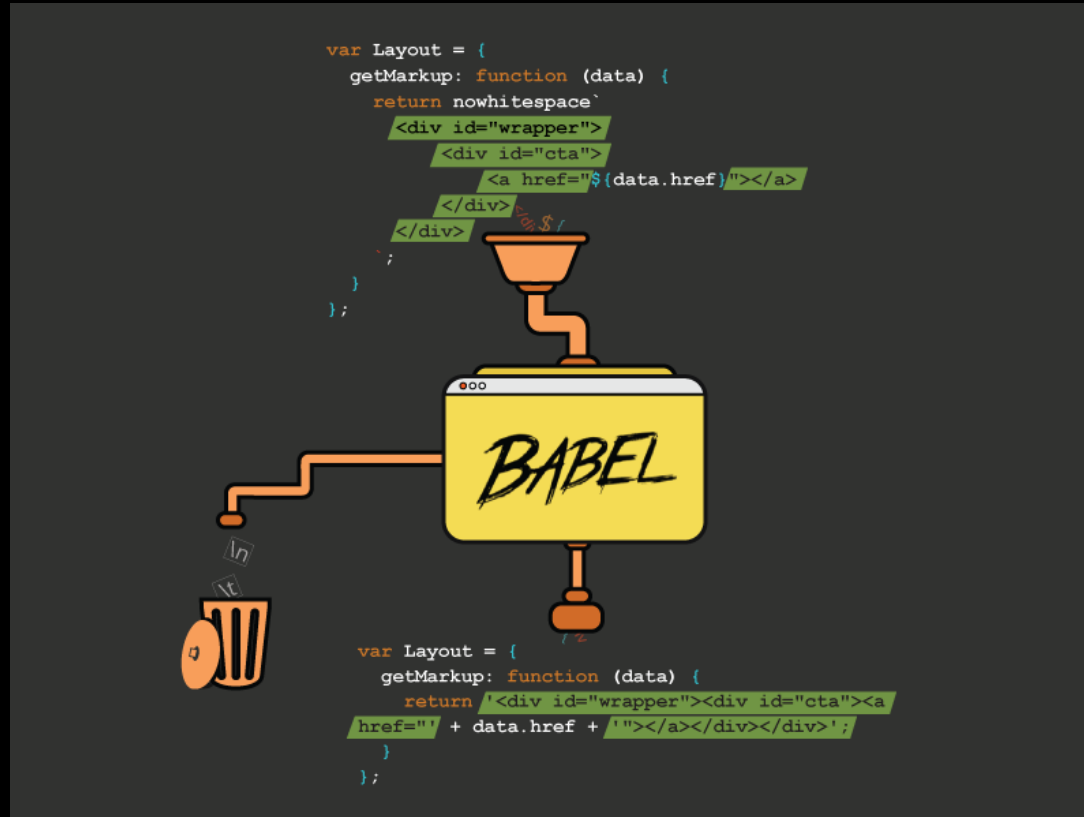 var Layout = {
getMarkup: function (data) {
return nowhitespace`
<div id="wrapper">
<div id="cta">
<a href="${data.href}"></a>
</div>
</div>
`;
}
};
$ {
BABEL
\n
\t
var Layout = {
getMarkup: function (data) {
return '<div id="wrapper"><div id="cta"><a
href="' + data.href + '"></a></div></div>';
}
};